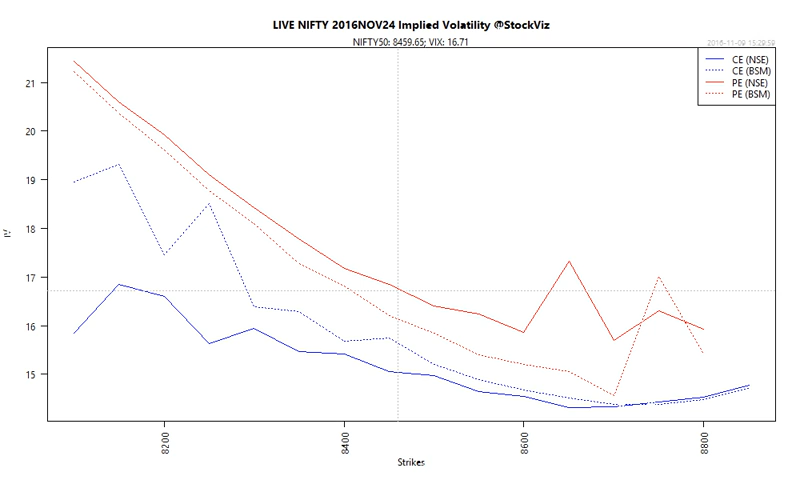 LIVE NIFTY 2016NOV24 Implied Volatility @StockViz
NIFTY50: 8459.65; VIX: 16.71
2016-11-09 15:29:59
CE (NSE)
CE (BSM)
PE (NSE)
PE (BSM)
21
20
19
18
17
16
15
IV
8200
8400
8600
8800
Strikes